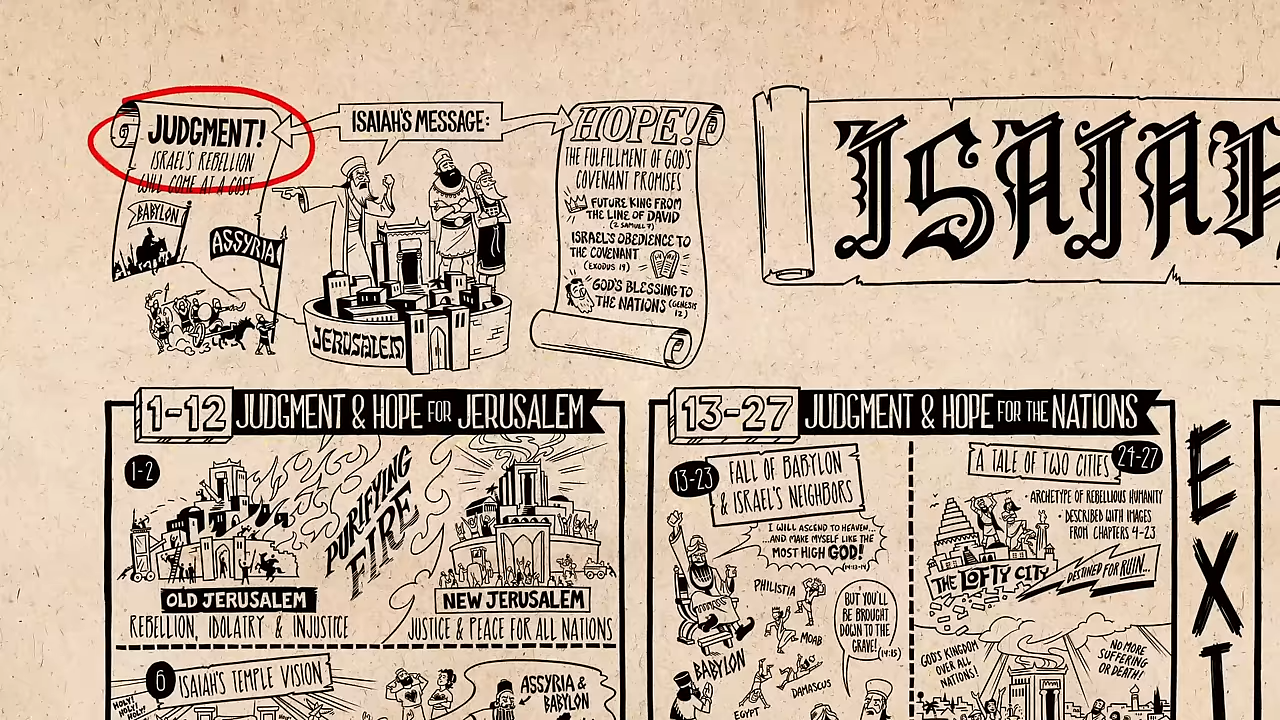 JUDGMENT!
ISRAEL'S REBELLION
WILL COME AT A COST
BABYLON
ASSYRIA
ISAIAH'S MESSAGE:
JERUSALEM
HOPE!
THE FULFILLMENT OF GOD'S
COVENANT PROMISES
FUTURE KING FROM
THE LINE OF DAVID
(2 SAMUEL 7)
ISRAEL'S OBEDIENCE TO
THE COVENANT
(EXODUS 19)
GOD'S BLESSING TO
THE NATIONS (GENESIS
12)
ISAIAH
1-12 JUDGMENT & HOPE FOR JERUSALEM
1-2
PURIFYING
FIRE
OLD JERUSALEM
REBELLION, IDOLATRY & INJUSTICE
NEW JERUSALEM
JUSTICE & PEACE FOR ALL NATIONS
6 ISAIAH'S TEMPLE VISION
HOLY!
HOLY!
HOLY!
ASSYRIA &
BABYLON
13-27 JUDGMENT & HOPE FOR THE NATIONS
13-23 FALL OF BABYLON
& ISRAEL'S NEIGHBORS
I WILL ASCEND TO HEAVEN,
...AND MAKE MYSELF LIKE THE
MOST HIGH GOD!
(14:13-14)
BABYLON
PHILISTIA
MOAB
DAMASCUS
EGYPT
BUT YOU'LL
BE BROUGHT
DOWN TO THE
GRAVE!
(14:15)
A TALE OF TWO CITIES 24-27
• ARCHETYPE OF REBELLIOUS HUMANITY
• DESCRIBED WITH IMAGES
FROM CHAPTERS 4-23
THE LOFTY CITY
DESTINED FOR RUIN...
GOD'S KINGDOM
OVER ALL
NATIONS!
NO MORE
SUFFERING
OR DEATH!
EXI